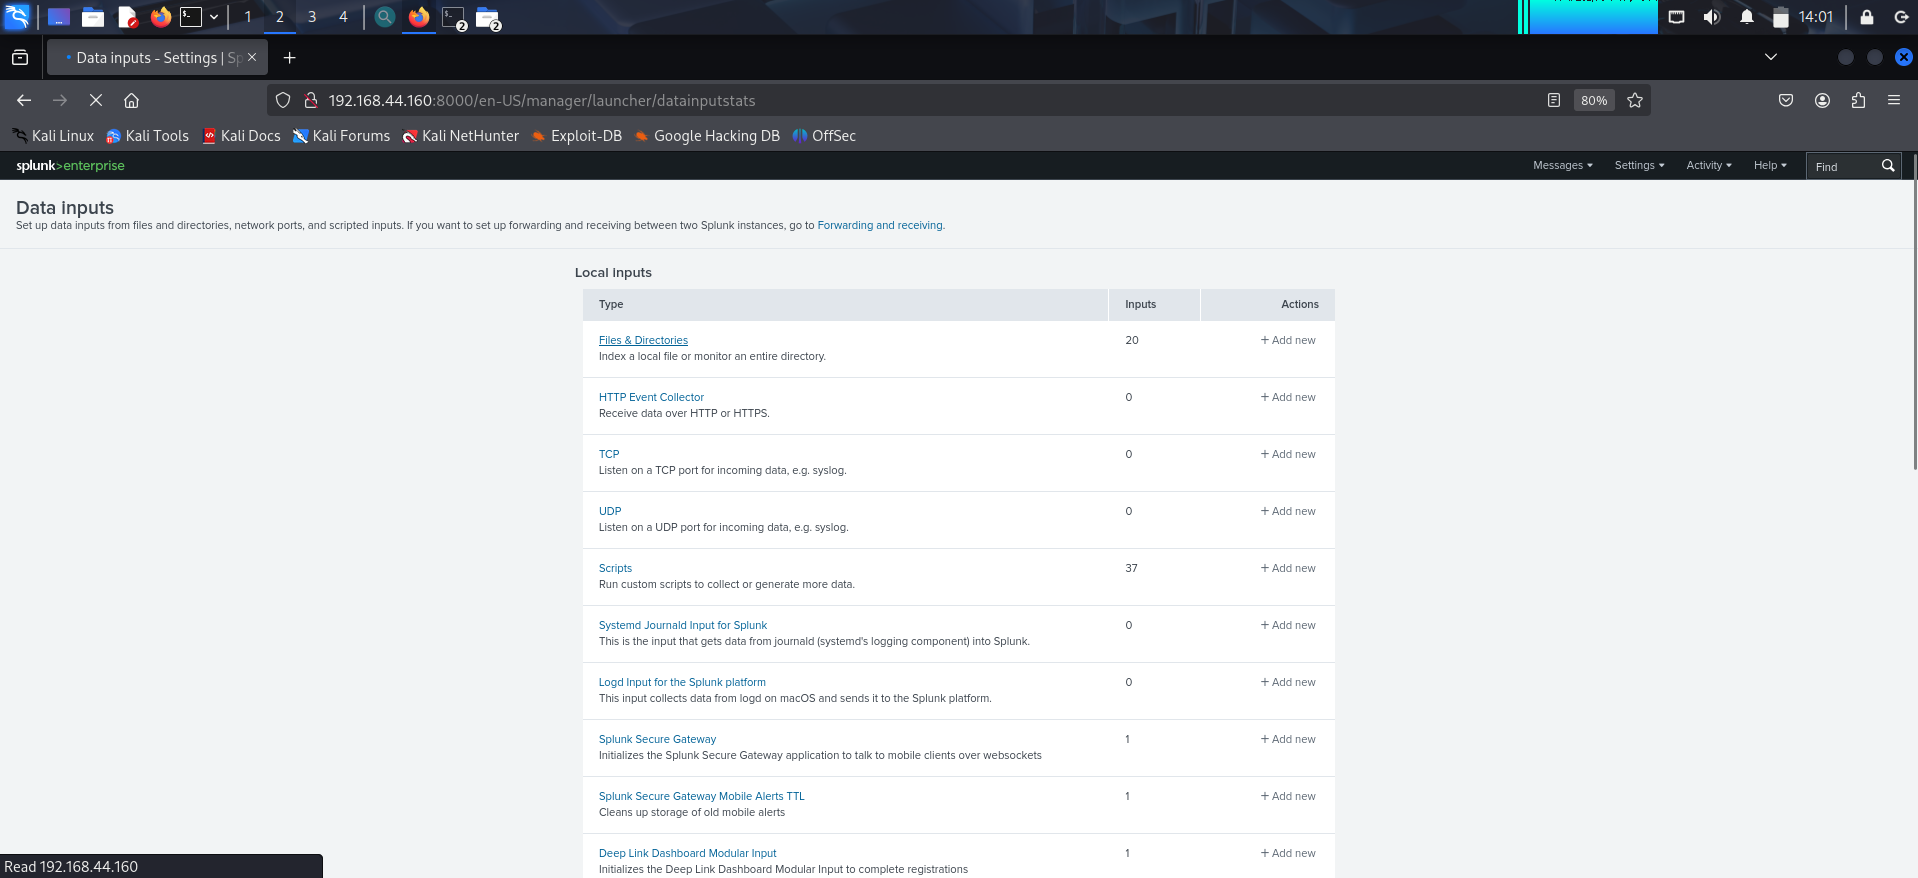 1 2 3 4 2 2 14:01
Data inputs - Settings | Sp
192.168.44.160:8000/en-US/manager/launcher/datainputstats 80%
Kali Linux Kali Tools Kali Docs Kali Forums Kali NetHunter Exploit-DB Google Hacking DB OffSec
splunk>enterprise Messages Settings Activity Help Find
Data inputs
Set up data inputs from files and directories, network ports, and scripted inputs. If you want to set up forwarding and receiving between two Splunk instances, go to Forwarding and receiving.
Local inputs
Type Inputs Actions
Files & Directories 20 + Add new
Index a local file or monitor an entire directory.
HTTP Event Collector 0 + Add new
Receive data over HTTP or HTTPS.
TCP 0 + Add new
Listen on a TCP port for incoming data, e.g. syslog.
UDP 0 + Add new
Listen on a UDP port for incoming data, e.g. syslog.
Scripts 37 + Add new
Run custom scripts to collect or generate more data.
Systemd Journald Input for Splunk 0 + Add new
This is the input that gets data from journald (systemd's logging component) into Splunk.
Logd Input for the Splunk platform 0 + Add new
This input collects data from logd on macOS and sends it to the Splunk platform.
Splunk Secure Gateway 1 + Add new
Initializes the Splunk Secure Gateway application to talk to mobile clients over websockets
Splunk Secure Gateway Mobile Alerts TTL 1 + Add new
Cleans up storage of old mobile alerts
Deep Link Dashboard Modular Input 1 + Add new
Initializes the Deep Link Dashboard Modular Input to complete registrations
Read 192.168.44.160